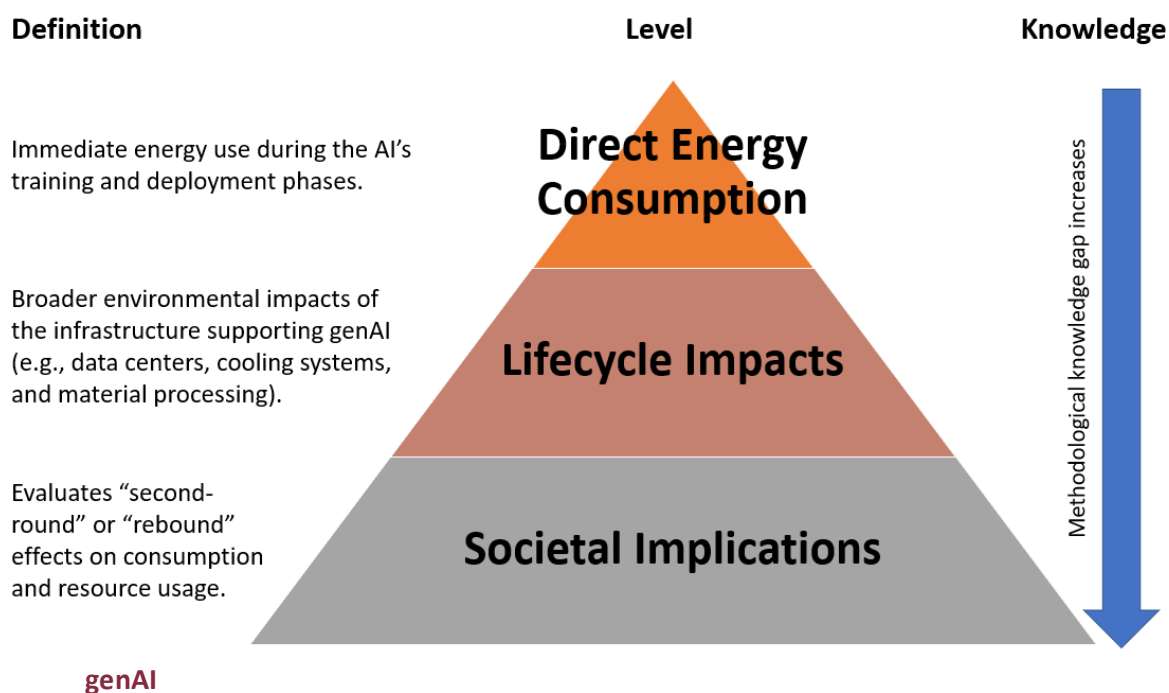 Definition
Level
Knowledge
Immediate energy use during the AI’s
training and deployment phases.
Direct Energy
Consumption
Broader environmental impacts of
the infrastructure supporting genAI
(e.g., data centers, cooling systems,
and material processing).
Lifecycle Impacts
Evaluates “second-
round” or “rebound”
effects on consumption
and resource usage.
Societal Implications
Methodological knowledge gap increases
genAI